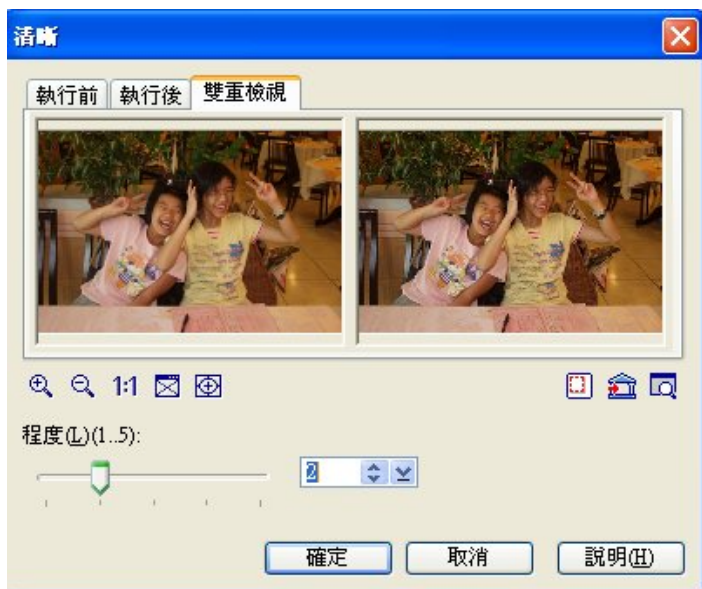 清晰
執行前 執行後 雙重檢視
1:1
程度(L)(1..5):
2
確定 取消 說明(H)